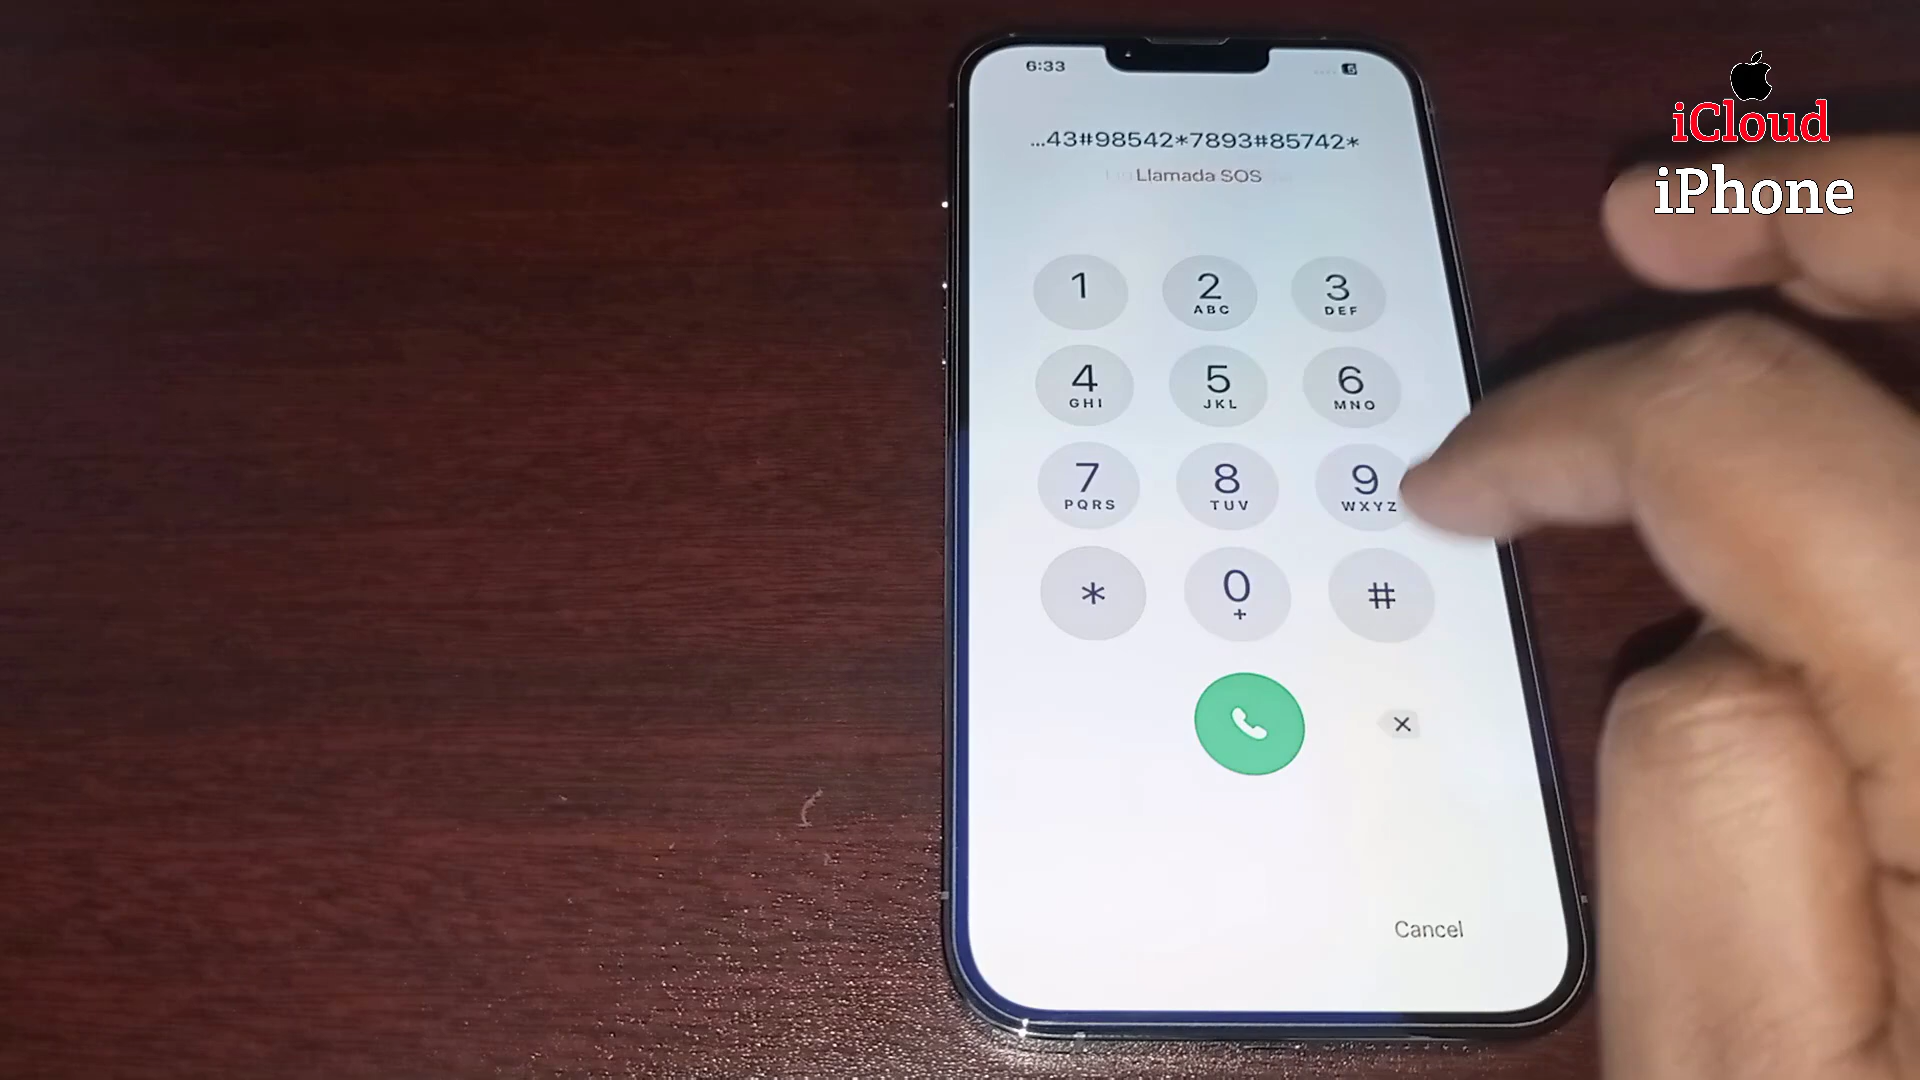 6:33
...43#98542*7893#85742*
Llamada SOS
iCloud
iPhone
1
2
ABC
3
DEF
4
GHI
5
JKL
6
MNO
7
PQRS
8
TUV
9
WXYZ
*
0
+
#
Cancel